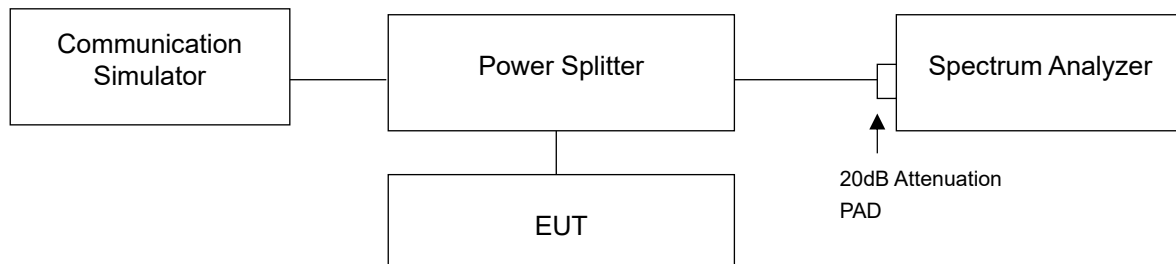 Communication
Simulator
Power Splitter
Spectrum Analyzer
20dB Attenuation
PAD
EUT